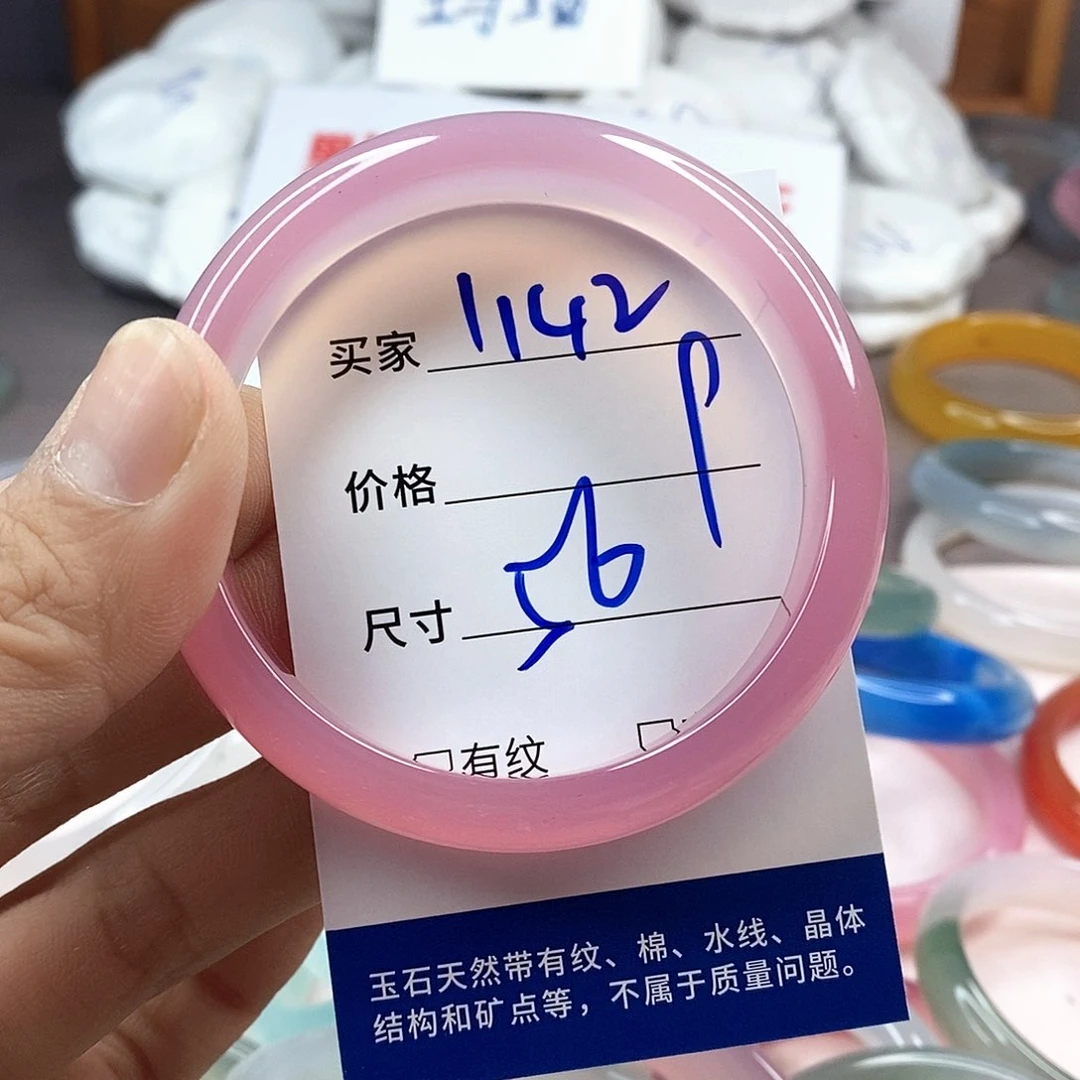 买家 1142
价格
尺寸 56
P
□有纹
玉石天然带有纹、棉、水线、晶体
结构和矿点等，不属于质量问题。